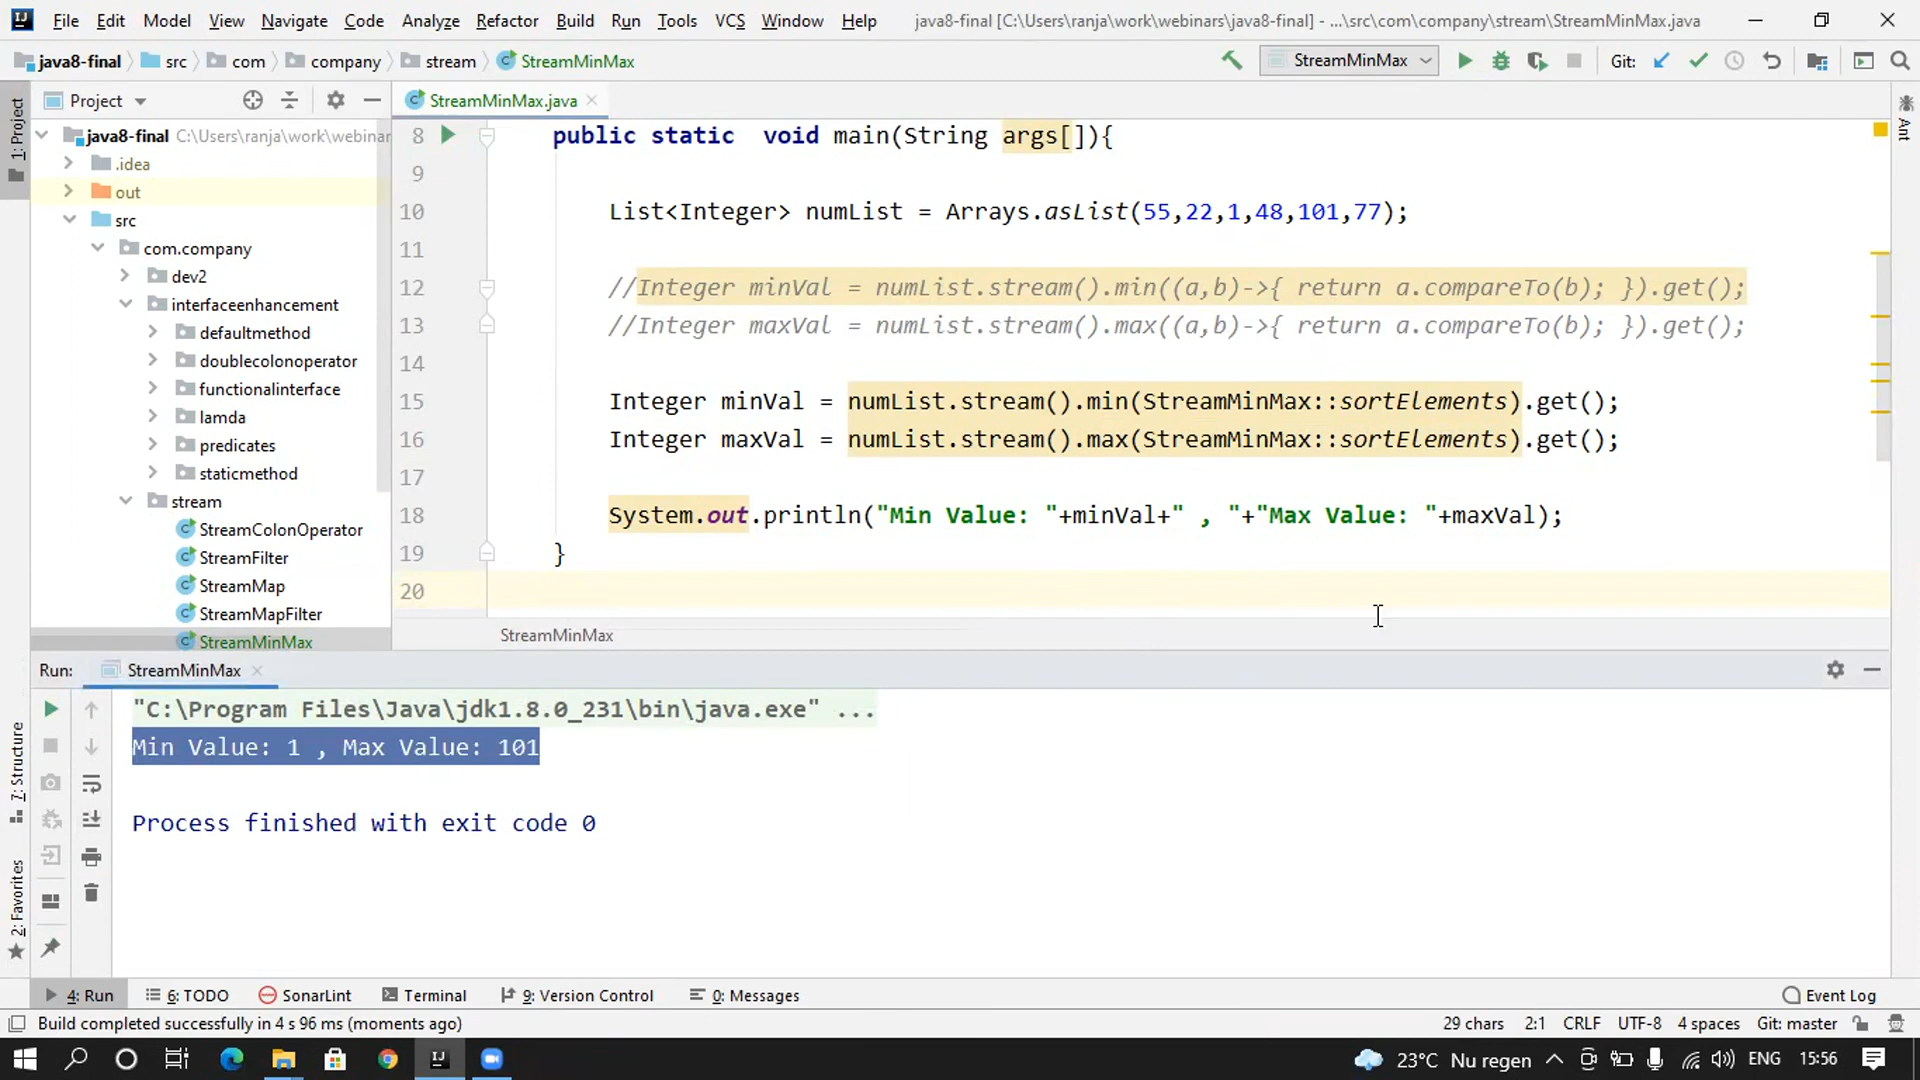 File Edit View Navigate Code Analyze Refactor Build Run Tools VCS Window Help java8-final [C:\Users\ranja\work\webinars\java8-final] - ...\src\com\company\stream\StreamMinMax.java
java8-final src com company stream StreamMinMax StreamMinMax Git:
Project StreamMinMax.java
1: Project
Ant
java8-final C:\Users\ranja\work\webinar
.idea
out
src
com.company
dev2
interfaceenhancement
defaultmethod
doublecolonoperator
functionalinterface
lamda
predicates
staticmethod
stream
StreamColonOperator
StreamFilter
StreamMap
StreamMapFilter
StreamMinMax
8 public static  void main(String args[]){
9
10 List<Integer> numList = Arrays.asList(55,22,1,48,101,77);
11
12 //Integer minVal = numList.stream().min((a,b)->{ return a.compareTo(b); }).get();
13 //Integer maxVal = numList.stream().max((a,b)->{ return a.compareTo(b); }).get();
14
15 Integer minVal = numList.stream().min(StreamMinMax::sortElements).get();
16 Integer maxVal = numList.stream().max(StreamMinMax::sortElements).get();
17
18 System.out.println("Min Value: "+minVal+" , "+"Max Value: "+maxVal);
19 }
20
StreamMinMax
Run: StreamMinMax
"C:\Program Files\Java\jdk1.8.0_231\bin\java.exe" ...
Min Value: 1 , Max Value: 101
Process finished with exit code 0
7: Structure
2: Favorites
4: Run 6: TODO SonarLint Terminal 9: Version Control 0: Messages Event Log
Build completed successfully in 4 s 96 ms (moments ago) 29 chars 2:1 CRLF UTF-8 4 spaces Git: master
23°C Nu regen ENG 15:56